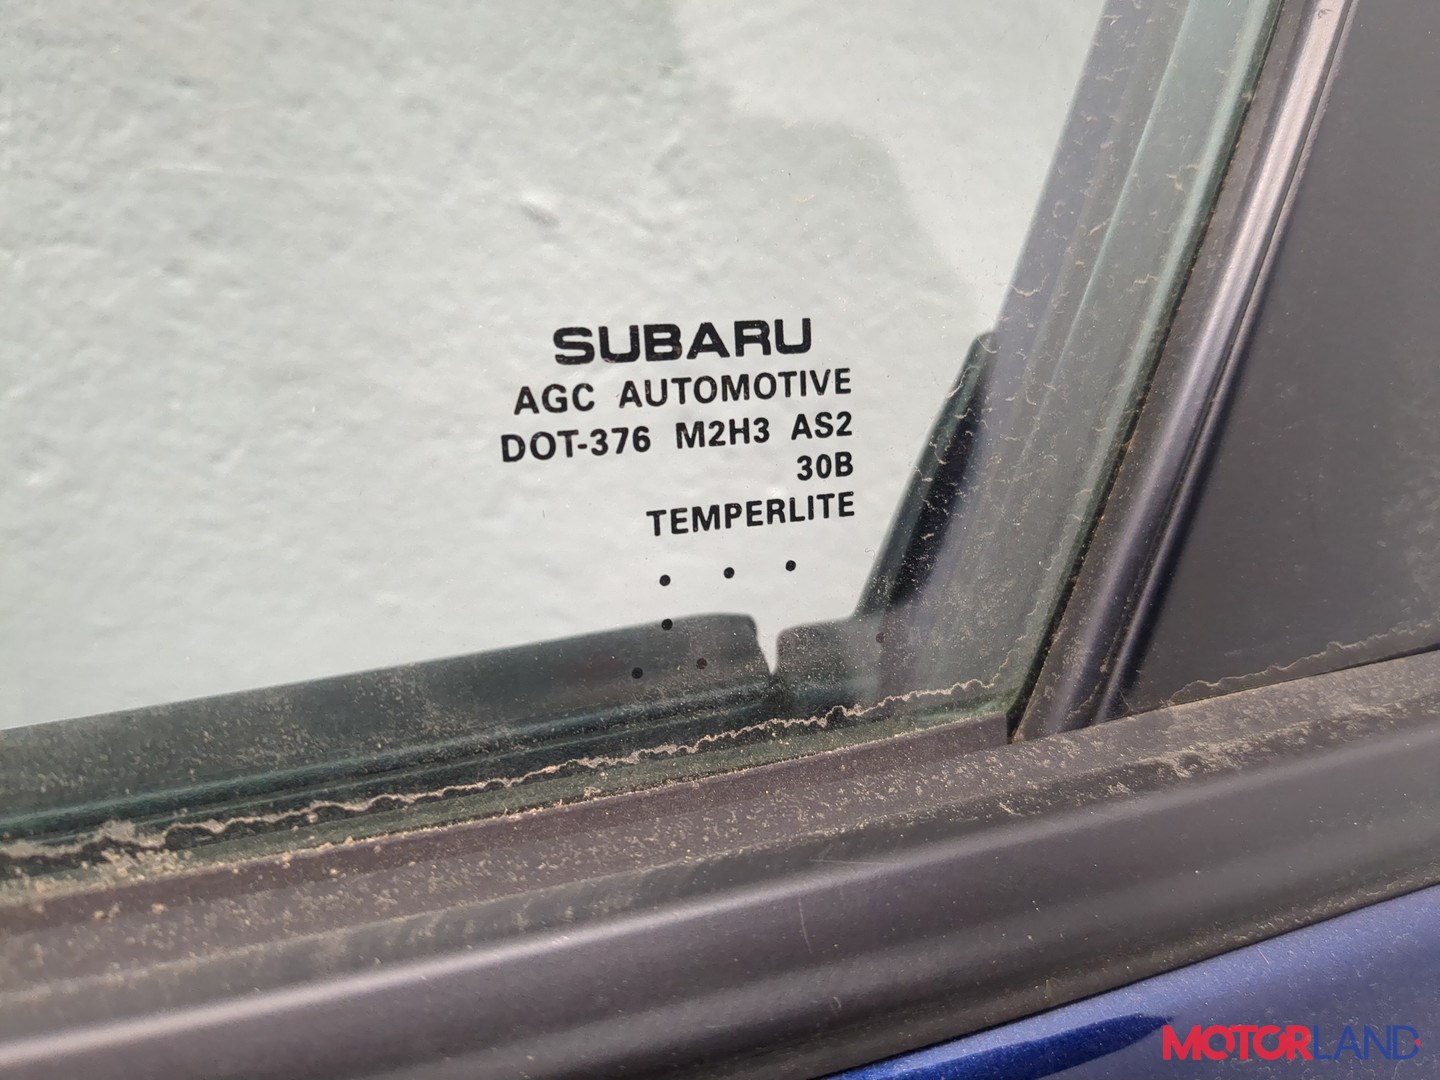 SUBARU
AGC AUTOMOTIVE
DOT-376 M2H3 AS2
30B
TEMPERLITE
MOTORLAND